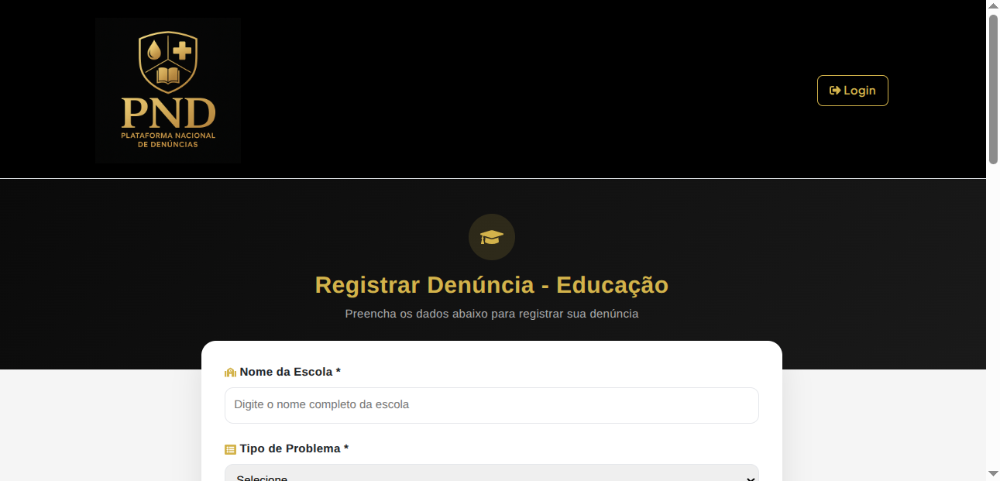 PND
PLATAFORMA NACIONAL
DE DENÚNCIAS
Login
Registrar Denúncia - Educação
Preencha os dados abaixo para registrar sua denúncia
Nome da Escola *
Digite o nome completo da escola
Tipo de Problema *
Selecione